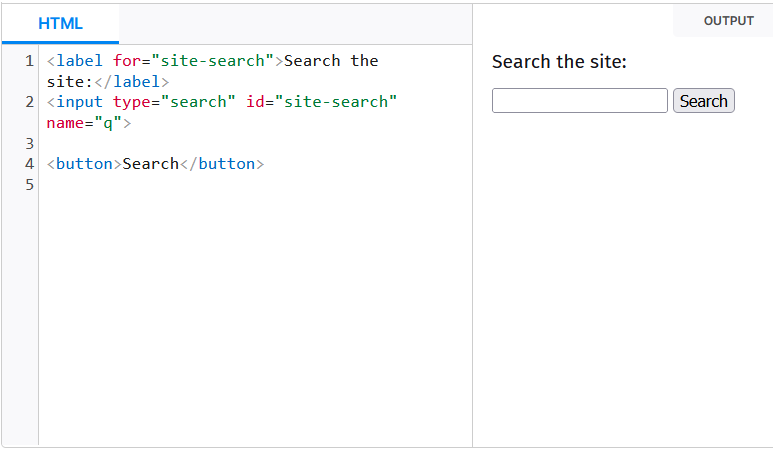 HTML
OUTPUT
1 <label for="site-search">Search the
site:</label>
2 <input type="search" id="site-search"
name="q">
3
4 <button>Search</button>
5
Search the site:
Search